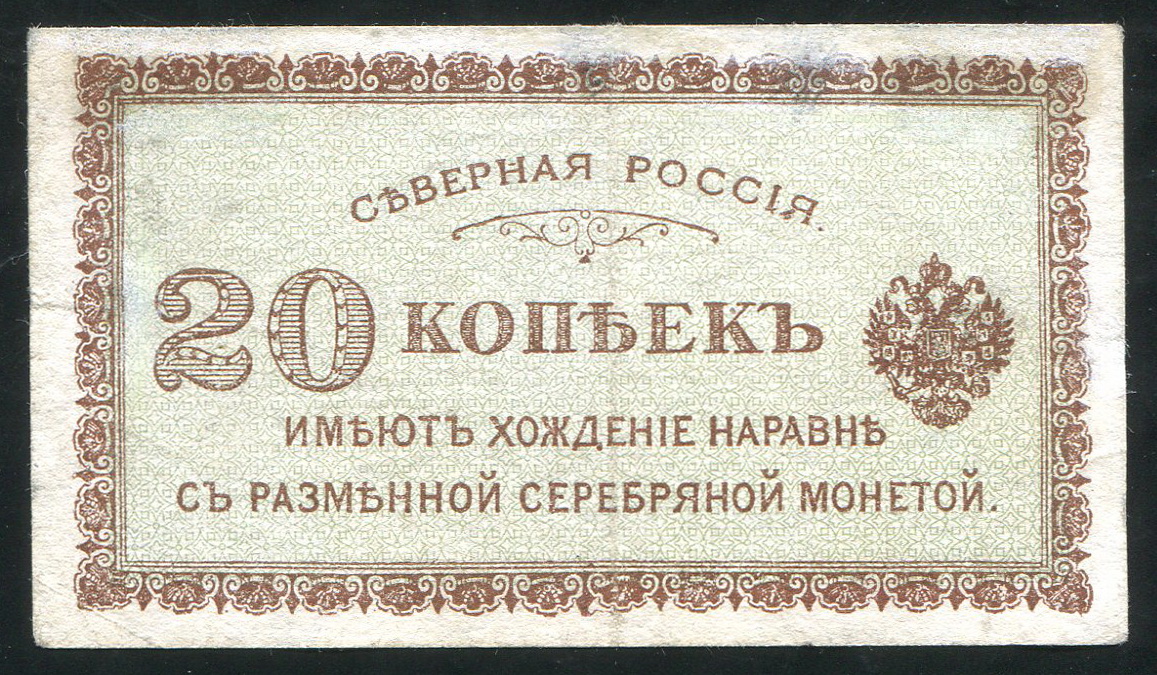 СѢВЕРНАЯ РОССІЯ.
20 КОПѢЕКЪ
ИМѢЮТЪ ХОЖДЕНІЕ НАРАВНѢ
СЪ РАЗМѢННОЙ СЕРЕБРЯНОЙ МОНЕТОЙ.